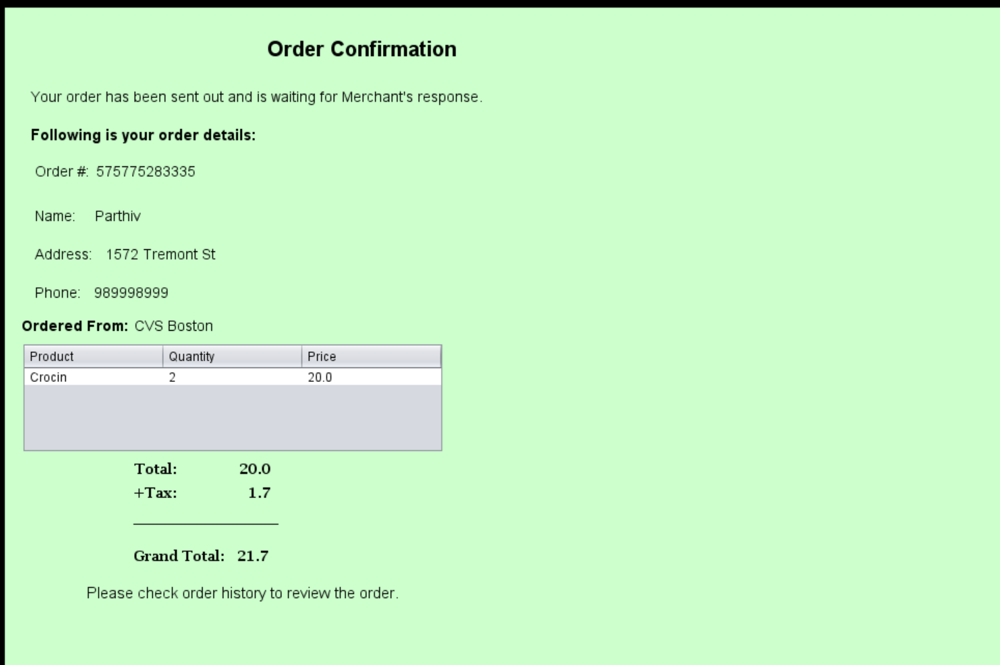 Order Confirmation
Your order has been sent out and is waiting for Merchant's response.
Following is your order details:
Order #: 575775283335
Name: Parthiv
Address: 1572 Tremont St
Phone: 989998999
Ordered From: CVS Boston
Product Quantity Price
Crocin 2 20.0
Total: 20.0
+Tax: 1.7
Grand Total: 21.7
Please check order history to review the order.